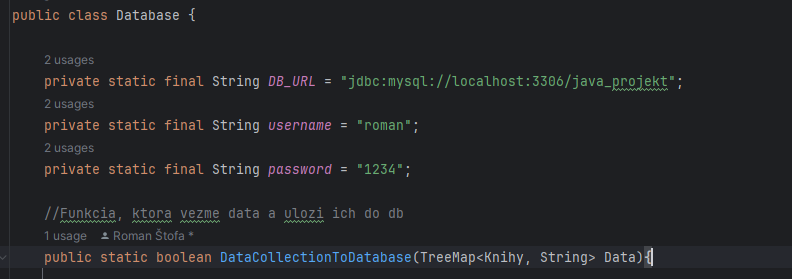 public class Database {
2 usages
private static final String DB_URL = "jdbc:mysql://localhost:3306/java_projekt";
2 usages
private static final String username = "roman";
2 usages
private static final String password = "1234";
//Funkcia, ktora vezme data a ulozi ich do db
1 usage Roman Štofa *
public static boolean DataCollectionToDatabase(TreeMap<Knihy, String> Data){